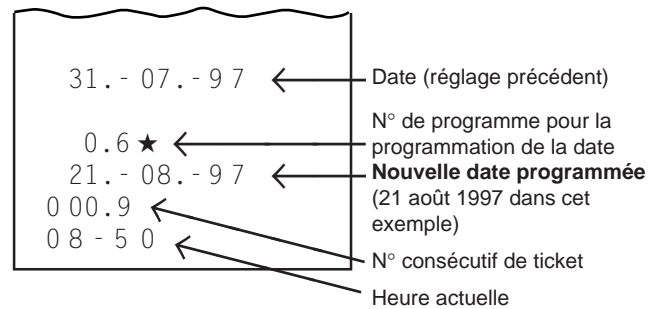 31.-07.-97
Date (réglage précédent)
0.6★
N° de programme pour la
programmation de la date
21.-08.-97
Nouvelle date programmée
(21 août 1997 dans cet
exemple)
000.9
N° consécutif de ticket
08-50
Heure actuelle